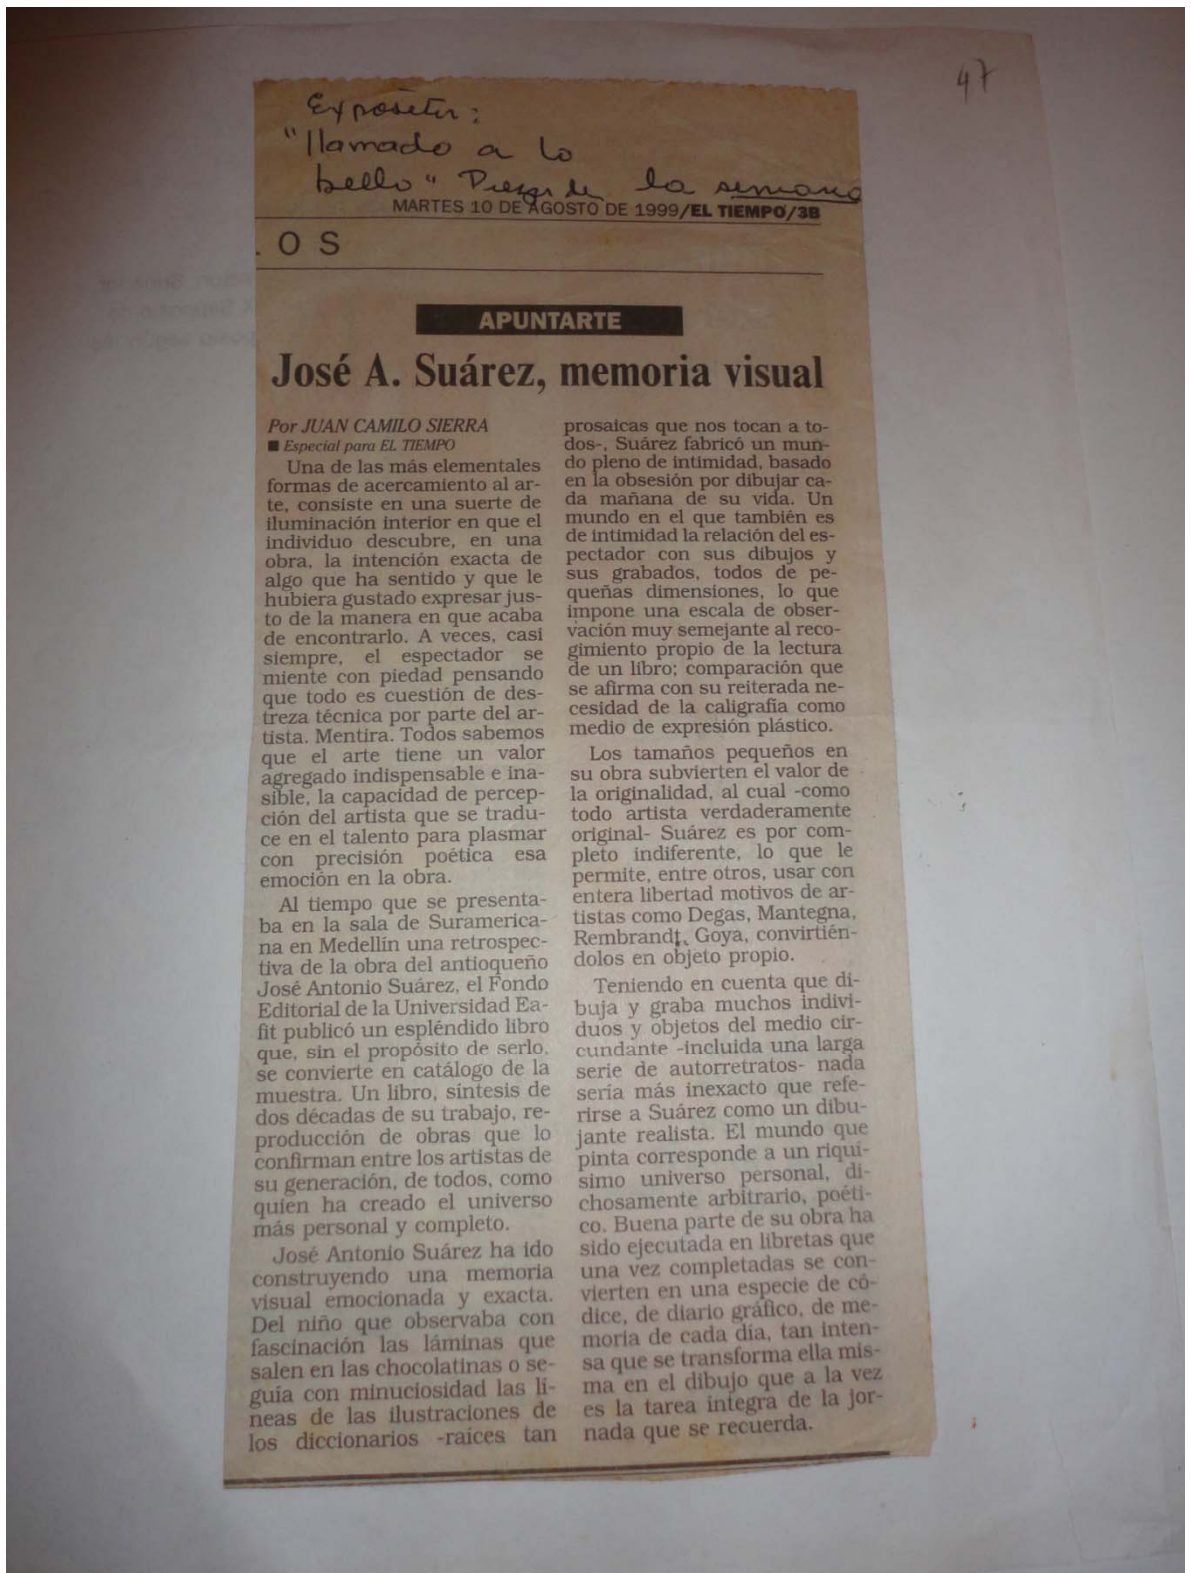 47
Expositor:
"llamado a lo
bello" la semana
MARTES 10 DE AGOSTO DE 1999/EL TIEMPO/3B
LOS
APUNTARTE
José A. Suárez, memoria visual
Por JUAN CAMILO SIERRA
■ Especial para EL TIEMPO
Una de las más elementales
formas de acercamiento al ar-
te, consiste en una suerte de
iluminación interior en que el
individuo descubre, en una
obra, la intención exacta de
algo que ha sentido y que le
hubiera gustado expresar jus-
to de la manera en que acaba
de encontrarlo. A veces, casi
siempre, el espectador se
miente con piedad pensando
que todo es cuestión de des-
treza técnica por parte del ar-
tista. Mentira. Todos sabemos
que el arte tiene un valor
agregado indispensable e ina-
sible, la capacidad de percep-
ción del artista que se tradu-
ce en el talento para plasmar
con precisión poética esa
emoción en la obra.
Al tiempo que se presenta-
ba en la sala de Suramerica-
na en Medellín una retrospec-
tiva de la obra del antioqueño
José Antonio Suárez, el Fondo
Editorial de la Universidad Ea-
fit publicó un espléndido libro
que, sin el propósito de serlo,
se convierte en catálogo de la
muestra. Un libro, síntesis de
dos décadas de su trabajo, re-
producción de obras que lo
confirman entre los artistas de
su generación, de todos, como
quien ha creado el universo
más personal y completo.
José Antonio Suárez ha ido
construyendo una memoria
visual emocionada y exacta.
Del niño que observaba con
fascinación las láminas que
salen en las chocolatinas o se-
guía con minuciosidad las lí-
neas de las ilustraciones de
los diccionarios -raíces tan
prosaicas que nos tocan a to-
dos-, Suárez fabricó un mun-
do pleno de intimidad, basado
en la obsesión por dibujar ca-
da mañana de su vida. Un
mundo en el que también es
de intimidad la relación del es-
pectador con sus dibujos y
sus grabados, todos de pe-
queñas dimensiones, lo que
impone una escala de obser-
vación muy semejante al reco-
gimiento propio de la lectura
de un libro; comparación que
se afirma con su reiterada ne-
cesidad de la caligrafía como
medio de expresión plástico.
Los tamaños pequeños en
su obra subvierten el valor de
la originalidad, al cual -como
todo artista verdaderamente
original- Suárez es por com-
pleto indiferente, lo que le
permite, entre otros, usar con
entera libertad motivos de ar-
tistas como Degas, Mantegna,
Rembrandt, Goya, convirtién-
dolos en objeto propio.
Teniendo en cuenta que di-
buja y graba muchos indivi-
duos y objetos del medio cir-
cundante -incluida una larga
serie de autorretratos- nada
sería más inexacto que refe-
rirse a Suárez como un dibu-
jante realista. El mundo que
pinta corresponde a un riquí-
simo universo personal, di-
chosamente arbitrario, poéti-
co. Buena parte de su obra ha
sido ejecutada en libretas que
una vez completadas se con-
vierten en una especie de có-
dice, de diario gráfico, de me-
moria de cada día, tan inten-
sa que se transforma ella mis-
ma en el dibujo que a la vez
es la tarea íntegra de la jor-
nada que se recuerda.